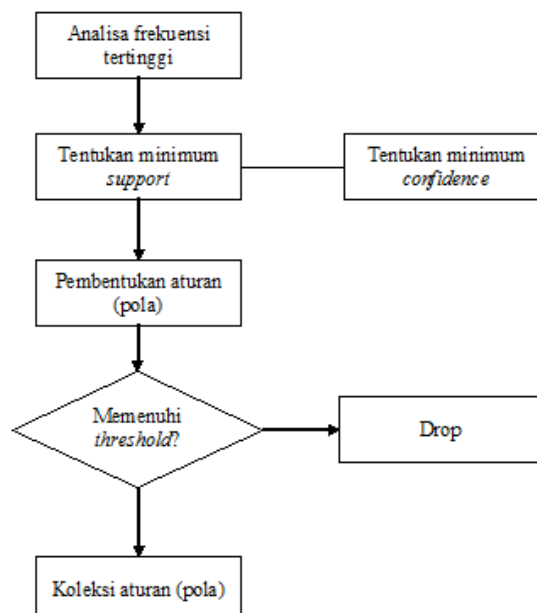 Analisa frekuensi
tertinggi
Tentukan minimum
support
Tentukan minimum
confidence
Pembentukan aturan
(pola)
Memenuhi
threshold?
Drop
Koleksi aturan (pola)